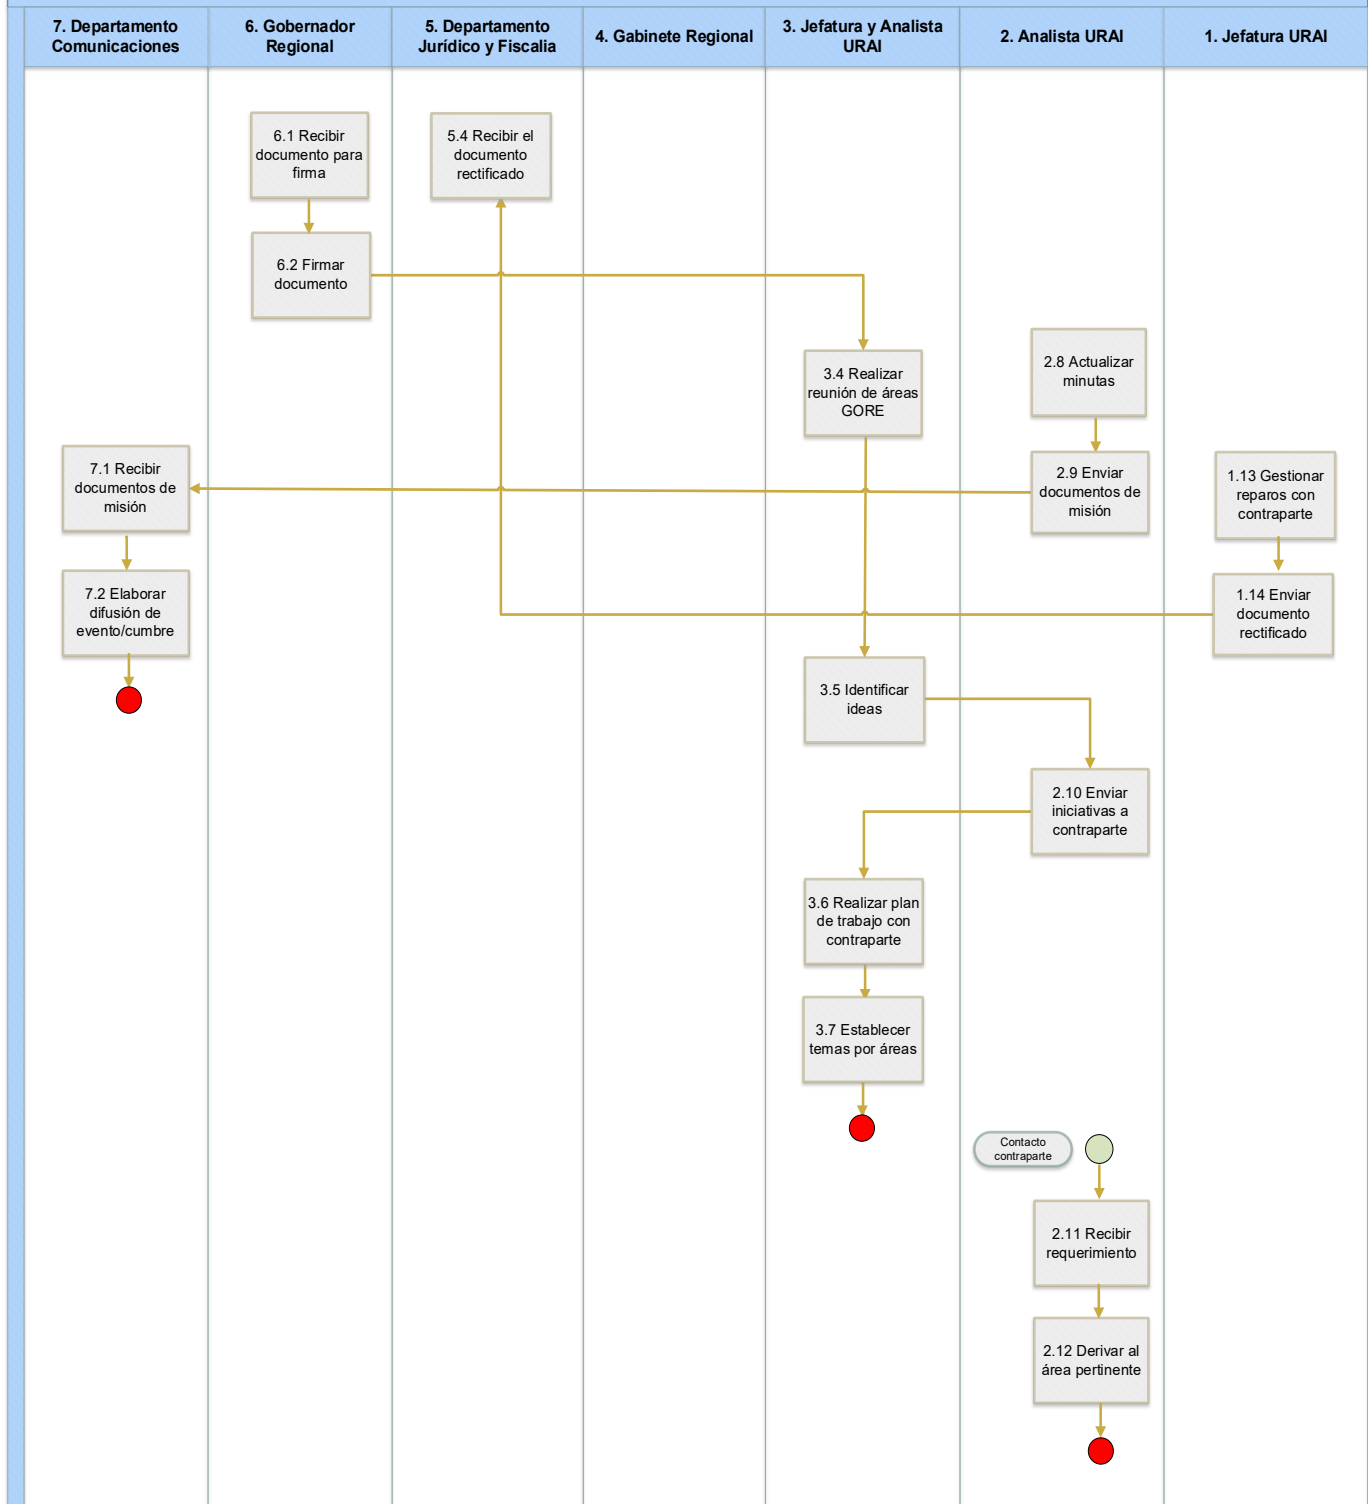 7. Departamento
Comunicaciones
6. Gobernador
Regional
5. Departamento
Jurídico y Fiscalia
4. Gabinete Regional
3. Jefatura y Analista
URAI
2. Analista URAI
1. Jefatura URAI
6.1 Recibir
documento para
firma
5.4 Recibir el
documento
rectificado
6.2 Firmar
documento
2.8 Actualizar
minutas
3.4 Realizar
reunión de áreas
GORE
7.1 Recibir
documentos de
misión
2.9 Enviar
documentos de
misión
1.13 Gestionar
reparos con
contraparte
7.2 Elaborar
difusión de
evento/cumbre
1.14 Enviar
documento
rectificado
3.5 Identificar
ideas
2.10 Enviar
iniciativas a
contraparte
3.6 Realizar plan
de trabajo con
contraparte
3.7 Establecer
temas por áreas
Contacto
contraparte
2.11 Recibir
requerimiento
2.12 Derivar al
área pertinente